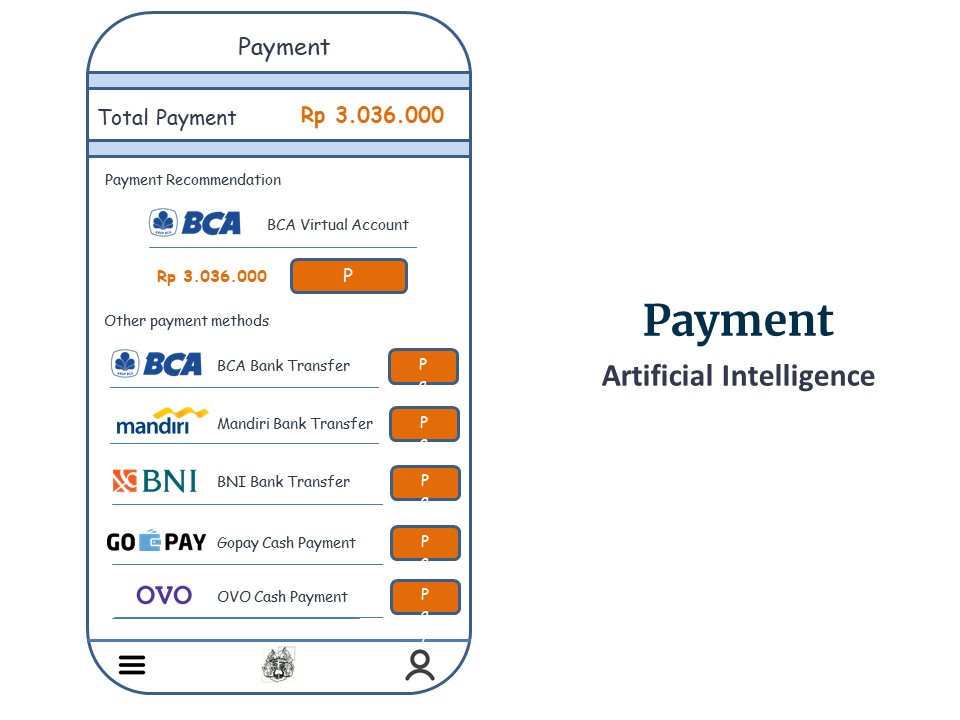 Payment
Total Payment Rp 3.036.000
Payment Recommendation
BCA BCA Virtual Account
Rp 3.036.000 P
Other payment methods
BCA BCA Bank Transfer P
mandiri Mandiri Bank Transfer P
BNI BNI Bank Transfer P
GO PAY Gopay Cash Payment P
OVO OVO Cash Payment P
Payment
Artificial Intelligence